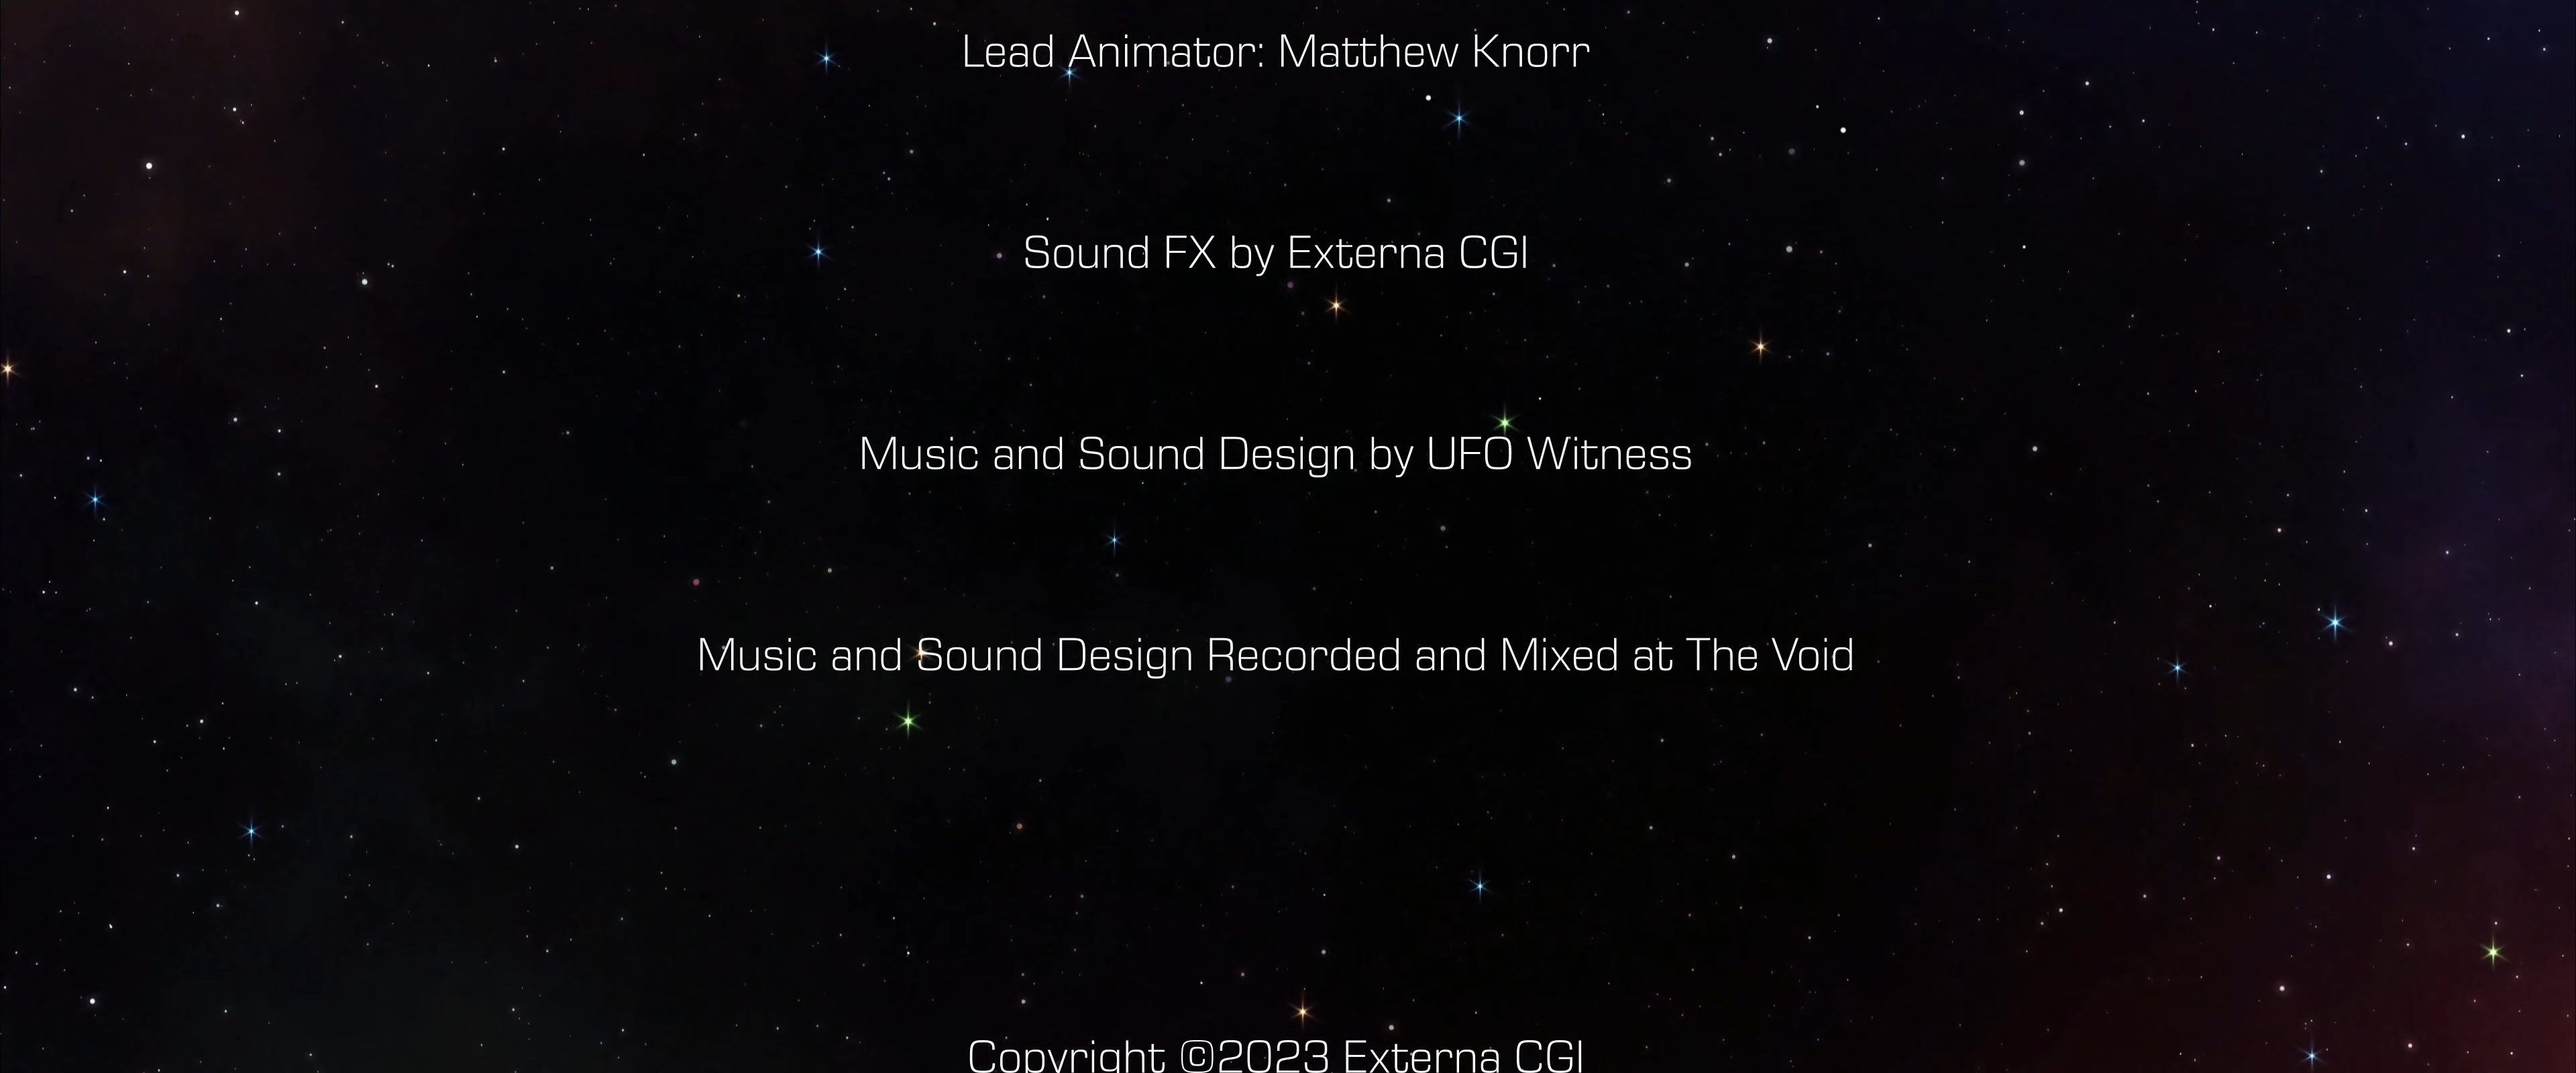 Lead Animator: Matthew Knorr
Sound FX by Externa CGI
Music and Sound Design by UFO Witness
Music and Sound Design Recorded and Mixed at The Void
Copyright ©2023 Externa CGI